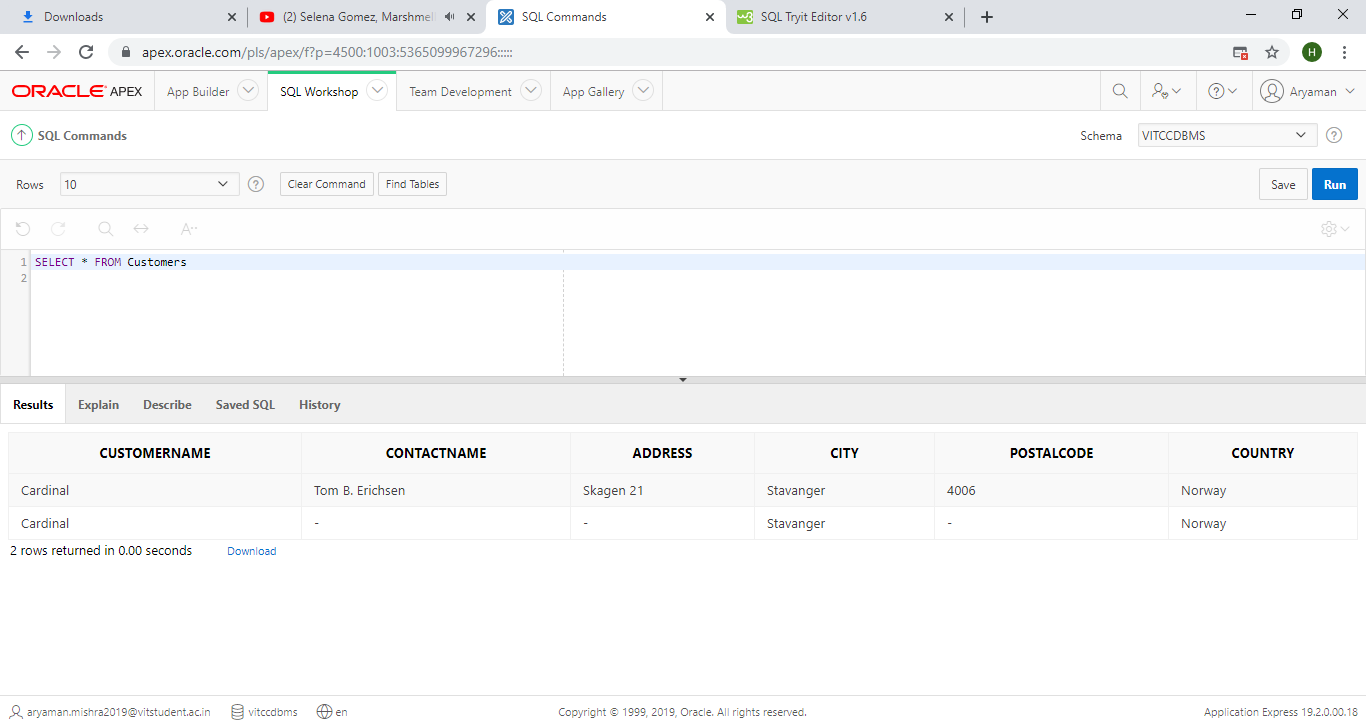 Downloads
(2) Selena Gomez, Marshmel
SQL Commands
SQL Tryit Editor v1.6
apex.oracle.com/pls/apex/f?p=4500:1003:5365099967296:::::
H
ORACLE APEX
App Builder
SQL Workshop
Team Development
App Gallery
Aryaman
SQL Commands
Schema
VITCCDBMS
Rows
10
Clear Command
Find Tables
Save
Run
1 SELECT * FROM Customers
2
Results Explain Describe Saved SQL History
CUSTOMERNAME CONTACTNAME ADDRESS CITY POSTALCODE COUNTRY
Cardinal Tom B. Erichsen Skagen 21 Stavanger 4006 Norway
Cardinal - - Stavanger - Norway
2 rows returned in 0.00 seconds Download
aryaman.mishra2019@vitstudent.ac.in vitccdbms en Copyright © 1999, 2019, Oracle. All rights reserved. Application Express 19.2.0.00.18